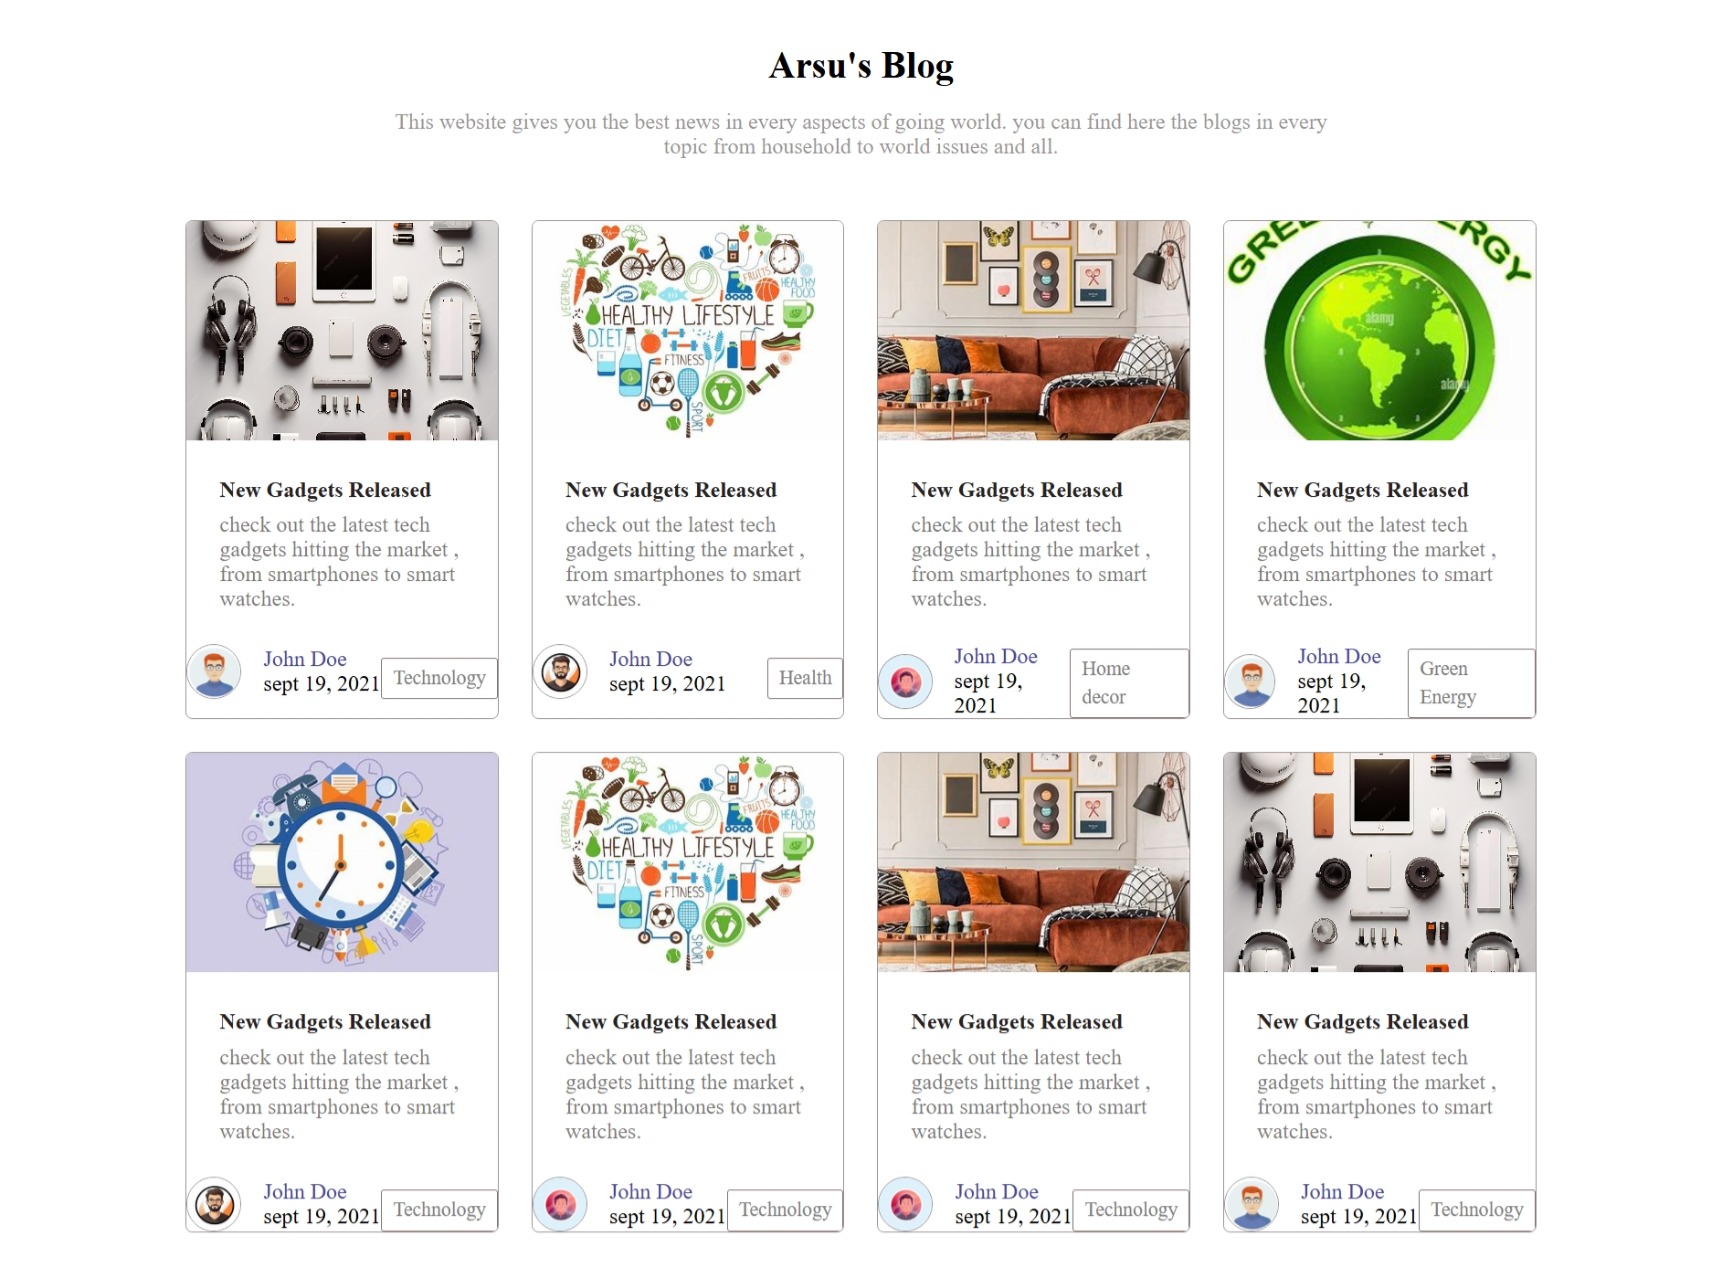 Arsu's Blog
This website gives you the best news in every aspects of going world. you can find here the blogs in every
topic from household to world issues and all.
VEGETABLES
FRUITS
HEALTHY
FOOD
HEALTHY LIFESTYLE
DIET
FITNESS
SPORT
alamy
New Gadgets Released
check out the latest tech
gadgets hitting the market ,
from smartphones to smart
watches.
John Doe
sept 19, 2021
Technology
New Gadgets Released
check out the latest tech
gadgets hitting the market ,
from smartphones to smart
watches.
John Doe
sept 19, 2021
Health
New Gadgets Released
check out the latest tech
gadgets hitting the market ,
from smartphones to smart
watches.
John Doe
sept 19,
2021
Home
decor
New Gadgets Released
check out the latest tech
gadgets hitting the market ,
from smartphones to smart
watches.
John Doe
sept 19,
2021
Green
Energy
VEGETABLES
FRUITS
HEALTHY
FOOD
HEALTHY LIFESTYLE
DIET
FITNESS
SPORT
New Gadgets Released
check out the latest tech
gadgets hitting the market ,
from smartphones to smart
watches.
John Doe
sept 19, 2021
Technology
New Gadgets Released
check out the latest tech
gadgets hitting the market ,
from smartphones to smart
watches.
John Doe
sept 19, 2021
Technology
New Gadgets Released
check out the latest tech
gadgets hitting the market ,
from smartphones to smart
watches.
John Doe
sept 19, 2021
Technology
New Gadgets Released
check out the latest tech
gadgets hitting the market ,
from smartphones to smart
watches.
John Doe
sept 19, 2021
Technology